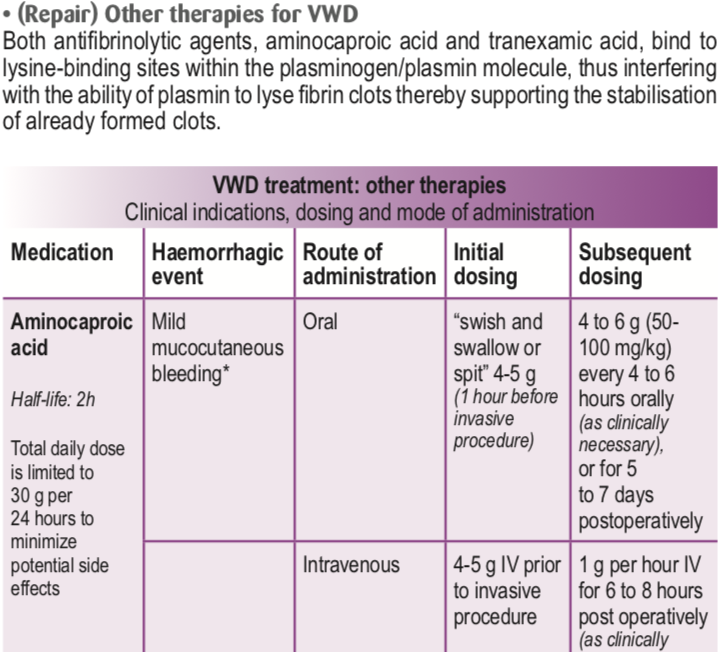 • (Repair) Other therapies for VWD
Both antifibrinolytic agents, aminocaproic acid and tranexamic acid, bind to
lysine-binding sites within the plasminogen/plasmin molecule, thus interfering
with the ability of plasmin to lyse fibrin clots thereby supporting the stabilisation
of already formed clots.
VWD treatment: other therapies
Clinical indications, dosing and mode of administration
Medication
Haemorrhagic
event
Route of
administration
Initial
dosing
Subsequent
dosing
Aminocaproic
acid
Half-life: 2h
Total daily dose
is limited to
30 g per
24 hours to
minimize
potential side
effects
Mild
mucocutaneous
bleeding*
Oral
“swish and
swallow or
spit” 4-5 g
(1 hour before
invasive
procedure)
4 to 6 g (50-
100 mg/kg)
every 4 to 6
hours orally
(as clinically
necessary),
or for 5
to 7 days
postoperatively
Intravenous
4-5 g IV prior
to invasive
procedure
1 g per hour IV
for 6 to 8 hours
post operatively
(as clinically